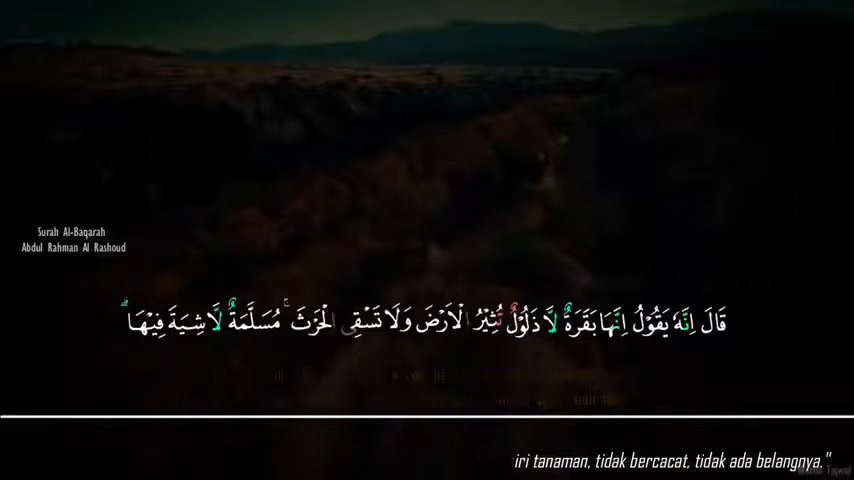 Surah Al-Baqarah
Abdul Rahman Al Rashoud
قَالَ اِنَّهٗ يَقُوْلُ اِنَّهَا بَقَرَةٌ لَّا ذَلُوْلٌ تُثِيْرُ الْاَرْضَ وَلَا تَسْقِى الْحَرْثَ ۚ مُسَلَّمَةٌ لَّا شِيَةَ فِيْهَا ۗ
iri tanaman, tidak bercacat, tidak ada belangnya."